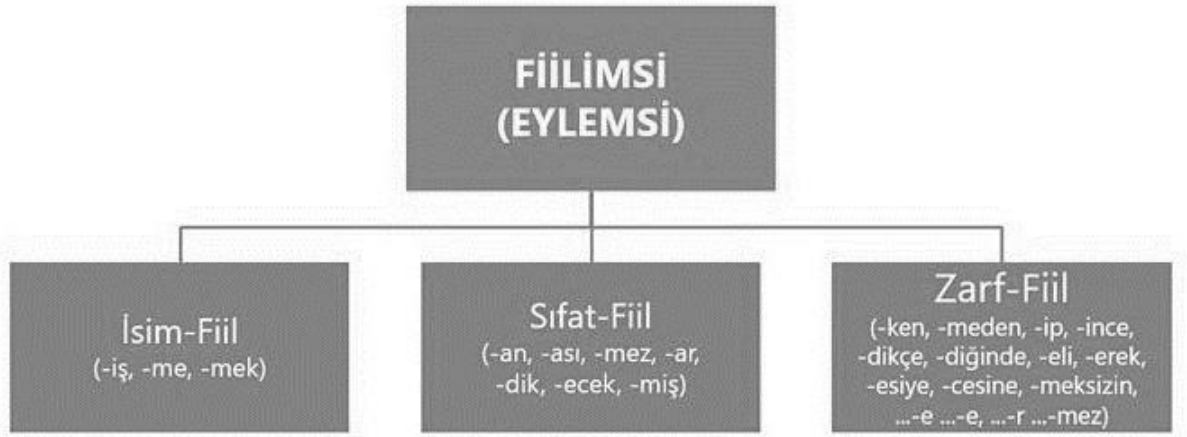 FİİLİMSİ
(EYLEMSİ)
İsim-Fiil
(-iş, -me, -mek)
Sıfat-Fiil
(-an, -ası, -mez, -ar,
-dik, -ecek, -miş)
Zarf-Fiil
(-ken, -meden, -ip, -ince,
-dikçe, -diğinde, -eli, -erek,
-esiye, -cesine, -meksizin,
...-e ...-e, ...-r ...-mez)